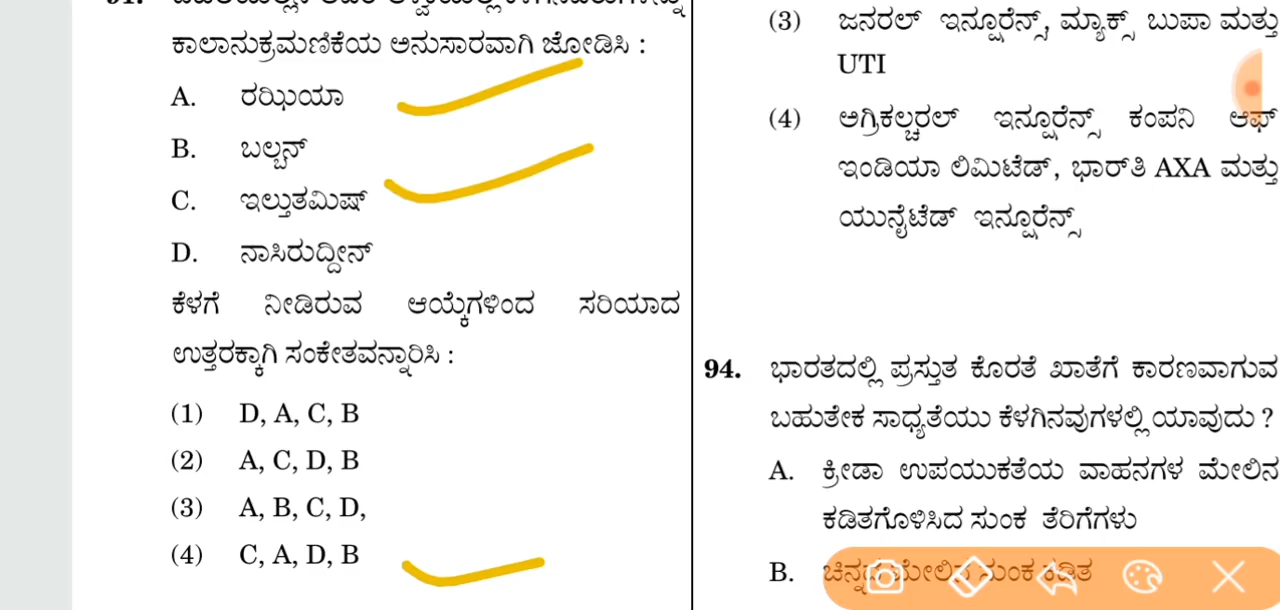 ಕಾಲಾನುಕ್ರಮಣಿಕೆಯ ಅನುಸಾರವಾಗಿ ಜೋಡಿಸಿ :
A. ರಝಿಯಾ
B. ಬಲ್ಬನ್
C. ಇಲ್ತುತಮಿಷ್
D. ನಾಸಿರುದ್ದೀನ್
ಕೆಳಗೆ ನೀಡಿರುವ ಆಯ್ಕೆಗಳಿಂದ ಸರಿಯಾದ
ಉತ್ತರಕ್ಕಾಗಿ ಸಂಕೇತವನ್ನಾರಿಸಿ :
(1) D, A, C, B
(2) A, C, D, B
(3) A, B, C, D,
(4) C, A, D, B
(3) ಜನರಲ್ ಇನ್ಶೂರೆನ್ಸ್, ಮ್ಯಾಕ್ಸ್ ಬುಪಾ ಮತ್ತು
UTI
(4) ಅಗ್ರಿಕಲ್ಚರಲ್ ಇನ್ಶೂರೆನ್ಸ್ ಕಂಪನಿ ಆಫ್
ಇಂಡಿಯಾ ಲಿಮಿಟೆಡ್, ಭಾರ್ತಿ AXA ಮತ್ತು
ಯುನೈಟೆಡ್ ಇನ್ಶೂರೆನ್ಸ್
94. ಭಾರತದಲ್ಲಿ ಪ್ರಸ್ತುತ ಕೊರತೆ ಖಾತೆಗೆ ಕಾರಣವಾಗುವ
ಬಹುತೇಕ ಸಾಧ್ಯತೆಯು ಕೆಳಗಿನವುಗಳಲ್ಲಿ ಯಾವುದು ?
A. ಕ್ರೀಡಾ ಉಪಯುಕತೆಯ ವಾಹನಗಳ ಮೇಲಿನ
ಕಡಿತಗೊಳಿಸಿದ ಸುಂಕ ತೆರಿಗೆಗಳು
B. ಚಿನ್ನದ ಮೇಲಿನ ಸುಂಕ ಕಡಿತ